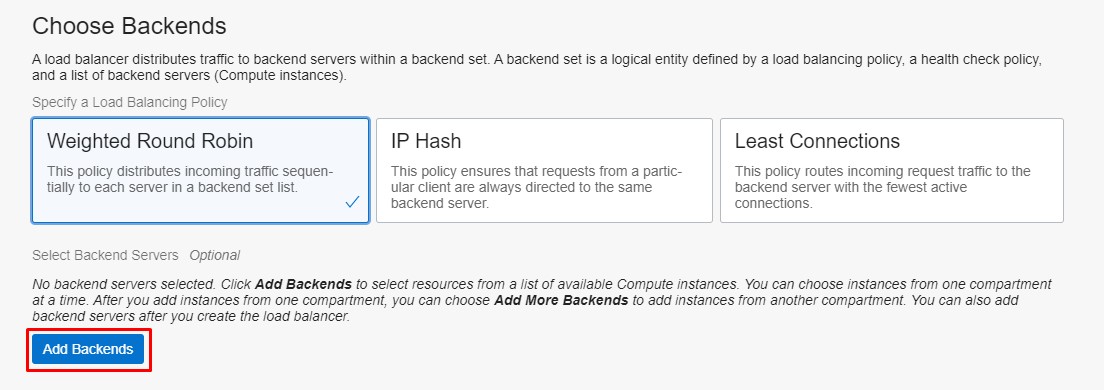 Choose Backends
A load balancer distributes traffic to backend servers within a backend set. A backend set is a logical entity defined by a load balancing policy, a health check policy,
and a list of backend servers (Compute instances).
Specify a Load Balancing Policy
Weighted Round Robin
This policy distributes incoming traffic sequen-
tially to each server in a backend set list.
IP Hash
This policy ensures that requests from a partic-
ular client are always directed to the same
backend server.
Least Connections
This policy routes incoming request traffic to the
backend server with the fewest active
connections.
Select Backend Servers Optional
No backend servers selected. Click Add Backends to select resources from a list of available Compute instances. You can choose instances from one compartment
at a time. After you add instances from one compartment, you can choose Add More Backends to add instances from another compartment. You can also add
backend servers after you create the load balancer.
Add Backends